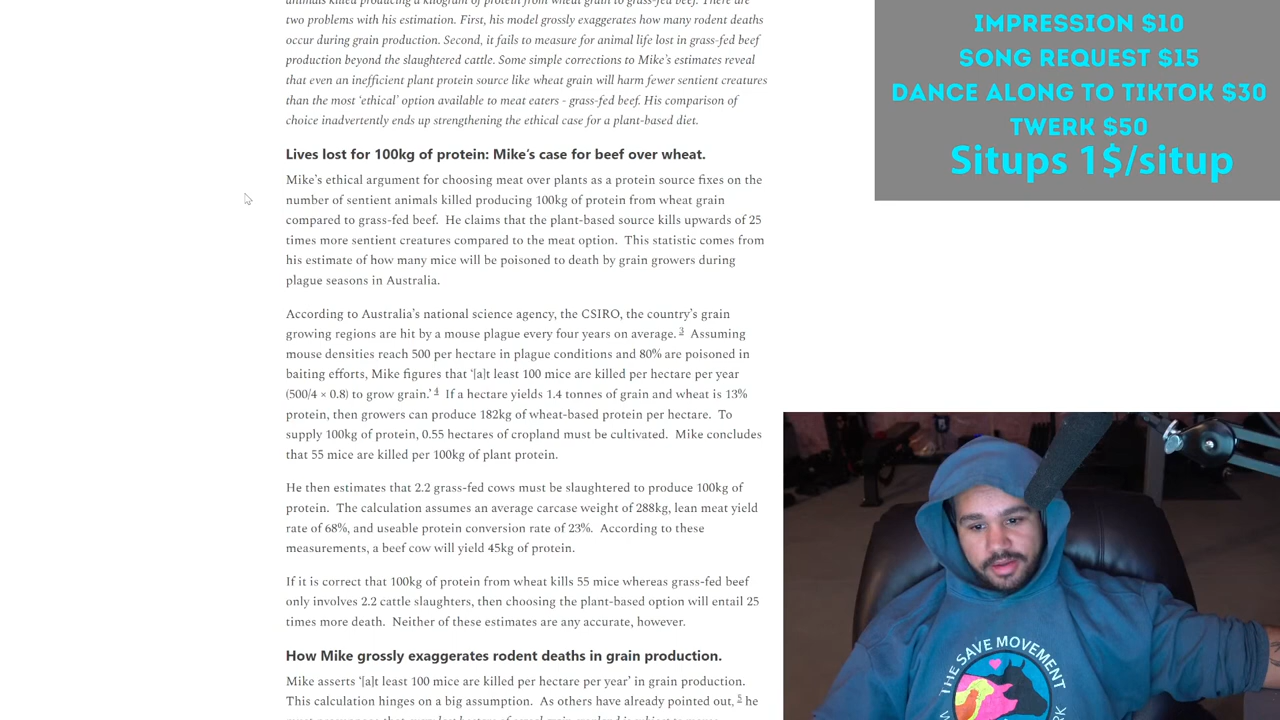 animals killed producing a kilogram of protein from wheat grain to grass-fed beef. There are
two problems with his estimation. First, his model grossly exaggerates how many rodent deaths
occur during grain production. Second, it fails to measure for animal life lost in grass-fed beef
production beyond the slaughtered cattle. Some simple corrections to Mike's estimates reveal
that even an inefficient plant protein source like wheat grain will harm fewer sentient creatures
than the most 'ethical' option available to meat eaters - grass-fed beef. His comparison of
choice inadvertently ends up strengthening the ethical case for a plant-based diet.
Lives lost for 100kg of protein: Mike's case for beef over wheat.
Mike's ethical argument for choosing meat over plants as a protein source fixes on the
number of sentient animals killed producing 100kg of protein from wheat grain
compared to grass-fed beef. He claims that the plant-based source kills upwards of 25
times more sentient creatures compared to the meat option. This statistic comes from
his estimate of how many mice will be poisoned to death by grain growers during
plague seasons in Australia.
According to Australia's national science agency, the CSIRO, the country's grain
growing regions are hit by a mouse plague every four years on average. 3 Assuming
mouse densities reach 500 per hectare in plague conditions and 80% are poisoned in
baiting efforts, Mike figures that '[a]t least 100 mice are killed per hectare per year
(500/4 × 0.8) to grow grain.' 4 If a hectare yields 1.4 tonnes of grain and wheat is 13%
protein, then growers can produce 182kg of wheat-based protein per hectare. To
supply 100kg of protein, 0.55 hectares of cropland must be cultivated. Mike concludes
that 55 mice are killed per 100kg of plant protein.
He then estimates that 2.2 grass-fed cows must be slaughtered to produce 100kg of
protein. The calculation assumes an average carcase weight of 288kg, lean meat yield
rate of 68%, and useable protein conversion rate of 23%. According to these
measurements, a beef cow will yield 45kg of protein.
If it is correct that 100kg of protein from wheat kills 55 mice whereas grass-fed beef
only involves 2.2 cattle slaughters, then choosing the plant-based option will entail 25
times more death. Neither of these estimates are any accurate, however.
How Mike grossly exaggerates rodent deaths in grain production.
Mike asserts '[a]t least 100 mice are killed per hectare per year' in grain production.
This calculation hinges on a big assumption. As others have already pointed out, 5 he
IMPRESSION $10
SONG REQUEST $15
DANCE ALONG TO TIKTOK $30
TWERK $50
Situps 1$/situp
THE SAVE MOVEMENT